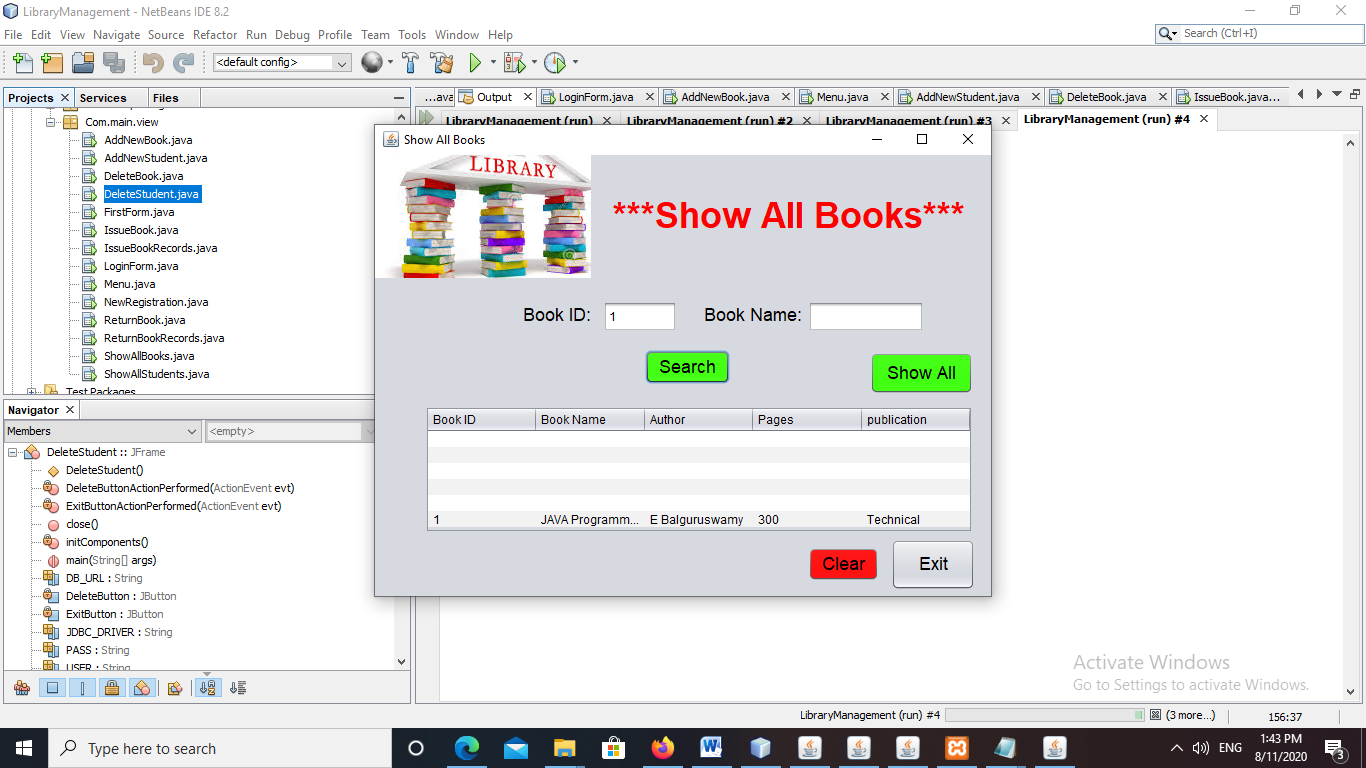 LibraryManagement - NetBeans IDE 8.2
File Edit View Navigate Source Refactor Run Debug Profile Team Tools Window Help
Search (Ctrl+I)
<default config>
Projects Services Files
Com.main.view
AddNewBook.java
AddNewStudent.java
DeleteBook.java
DeleteStudent.java
FirstForm.java
IssueBook.java
IssueBookRecords.java
LoginForm.java
Menu.java
NewRegistration.java
ReturnBook.java
ReturnBookRecords.java
ShowAllBooks.java
ShowAllStudents.java
Test Packages
Navigator
Members <empty>
DeleteStudent :: JFrame
DeleteStudent()
DeleteButtonActionPerformed(ActionEvent evt)
ExitButtonActionPerformed(ActionEvent evt)
close()
initComponents()
main(String[] args)
DB_URL : String
DeleteButton : JButton
ExitButton : JButton
JDBC_DRIVER : String
PASS : String
USER : String
...ava Output LoginForm.java AddNewBook.java Menu.java AddNewStudent.java DeleteBook.java IssueBook.java...
LibraryManagement (run) LibraryManagement (run) #2 LibraryManagement (run) #3 LibraryManagement (run) #4
Show All Books
LIBRARY
***Show All Books***
Book ID: 1 Book Name:
Search
Show All
Book ID Book Name Author Pages publication
1 JAVA Programm... E Balguruswamy 300 Technical
Clear Exit
Activate Windows
Go to Settings to activate Windows.
LibraryManagement (run) #4 (3 more...) 156:37
Type here to search
ENG
1:43 PM
8/11/2020
3